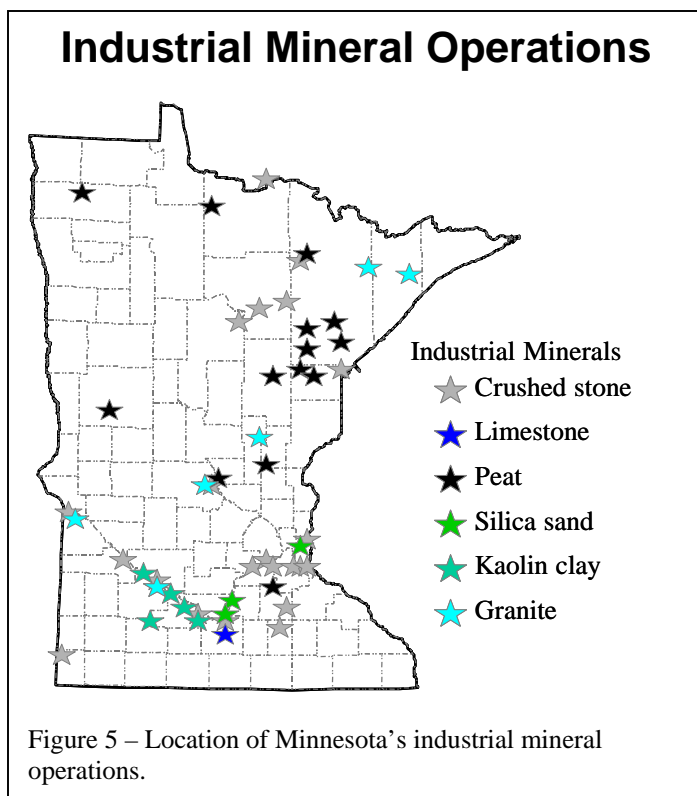 Industrial Mineral Operations
Industrial Minerals
Crushed stone
Limestone
Peat
Silica sand
Kaolin clay
Granite
Figure 5 – Location of Minnesota's industrial mineral
operations.